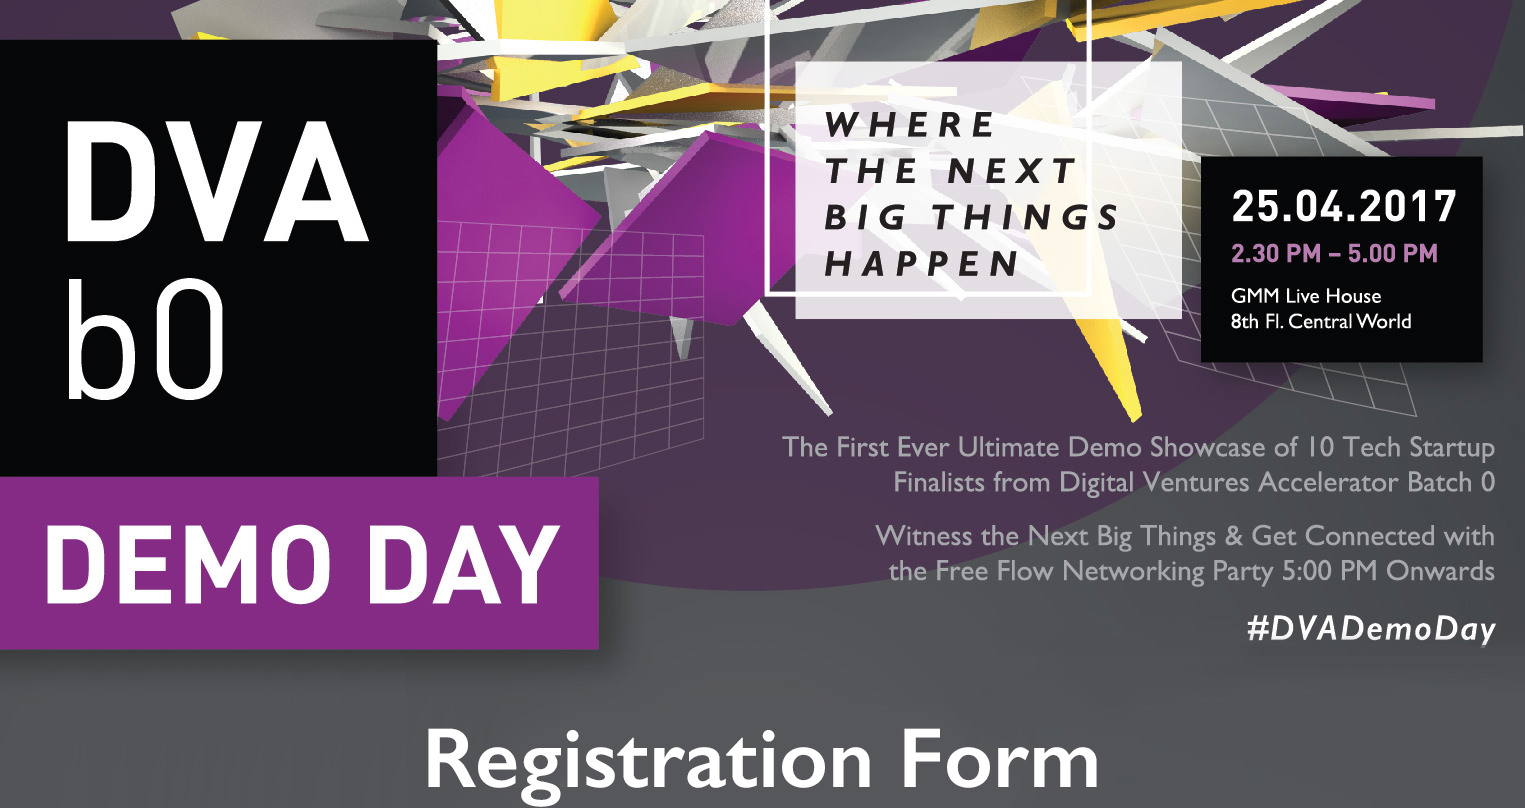 DVA
b0
DEMO DAY
WHERE
THE NEXT
BIG THINGS
HAPPEN
25.04.2017
2.30 PM – 5.00 PM
GMM Live House
8th Fl. Central World
The First Ever Ultimate Demo Showcase of 10 Tech Startup
Finalists from Digital Ventures Accelerator Batch 0
Witness the Next Big Things & Get Connected with
the Free Flow Networking Party 5:00 PM Onwards
#DVADemoDay
Registration Form